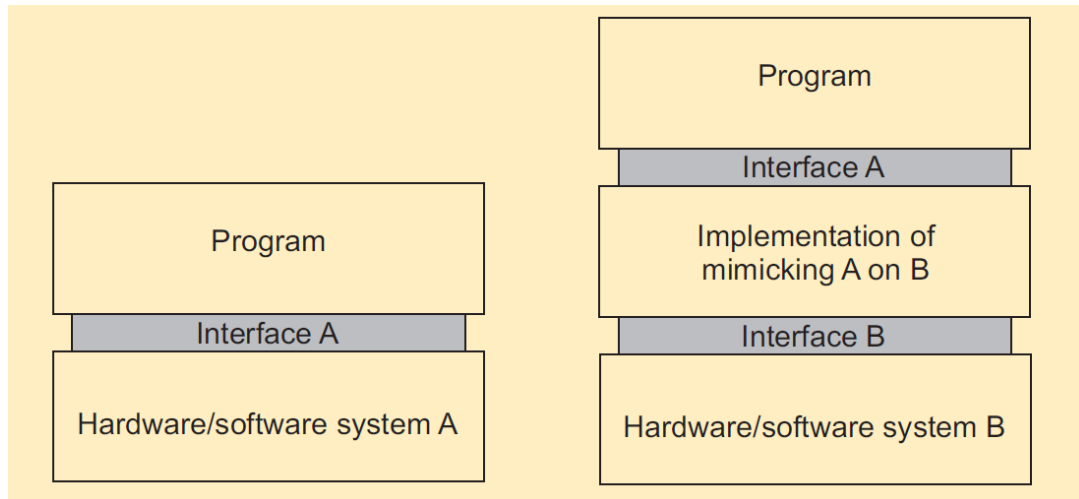 Program
Interface A
Hardware/software system A
Program
Interface A
Implementation of
mimicking A on B
Interface B
Hardware/software system B